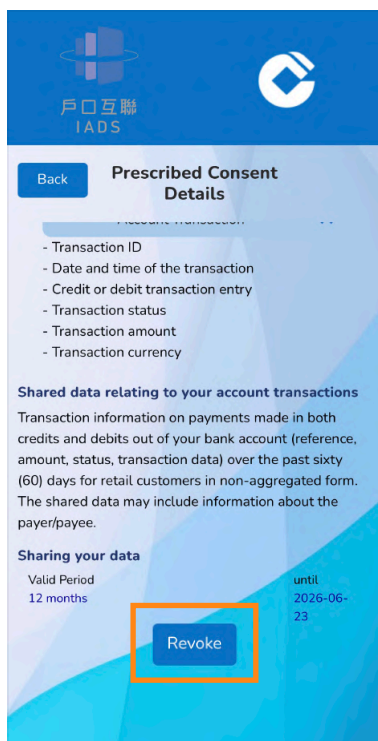 戶口互聯
IADS
Back
Prescribed Consent
Details
Account Transaction
- Transaction ID
- Date and time of the transaction
- Credit or debit transaction entry
- Transaction status
- Transaction amount
- Transaction currency
Shared data relating to your account transactions
Transaction information on payments made in both
credits and debits out of your bank account (reference,
amount, status, transaction data) over the past sixty
(60) days for retail customers in non-aggregated form.
The shared data may include information about the
payer/payee.
Sharing your data
Valid Period
until
12 months
2026-06-
23
Revoke